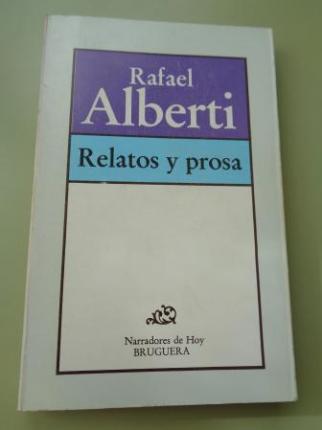 Rafael
Alberti
Relatos y prosa
Narradores de Hoy
BRUGUERA